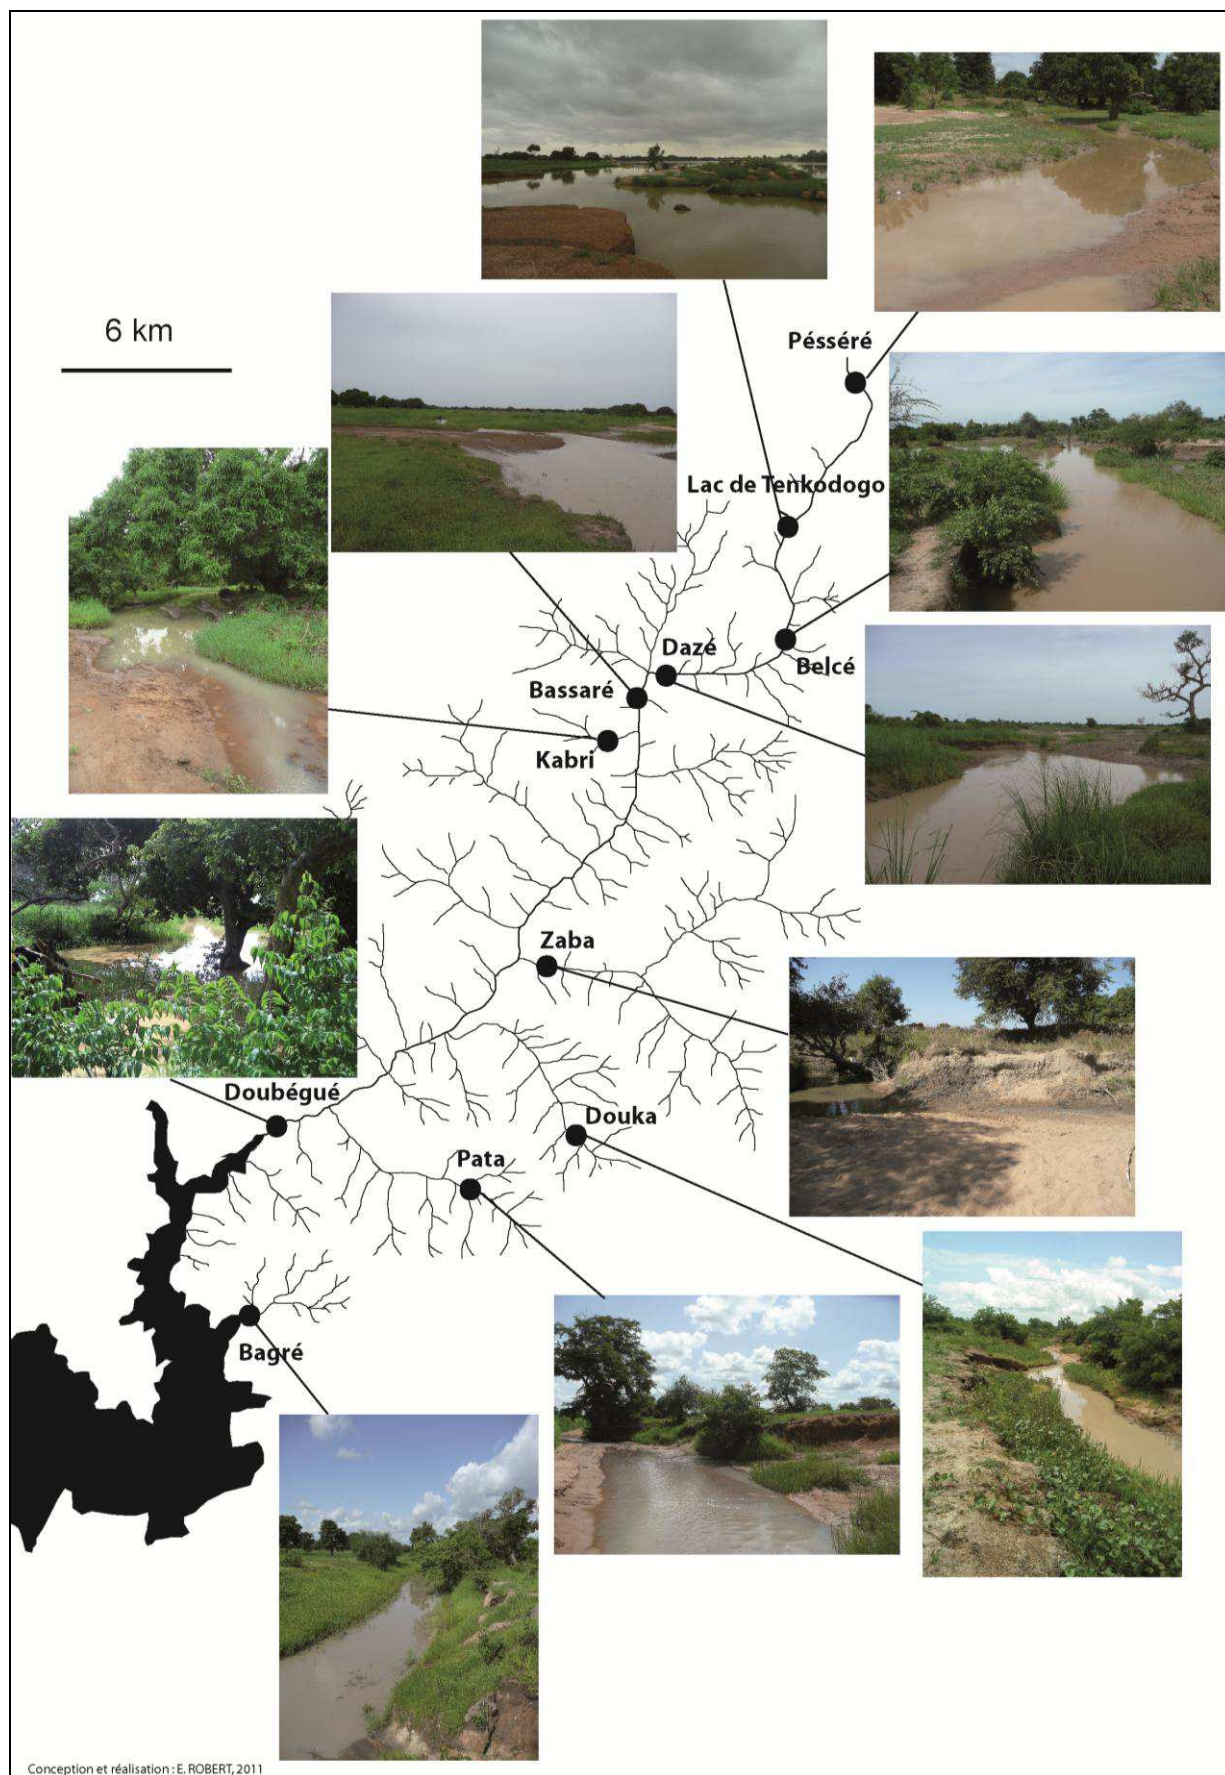 6 km
Pésséré
Lac de Tenkodogo
Dazé
Belcé
Bassaré
Kabri
Zaba
Doubégué
Douka
Pata
Bagré
Conception et réalisation : E. ROBERT, 2011